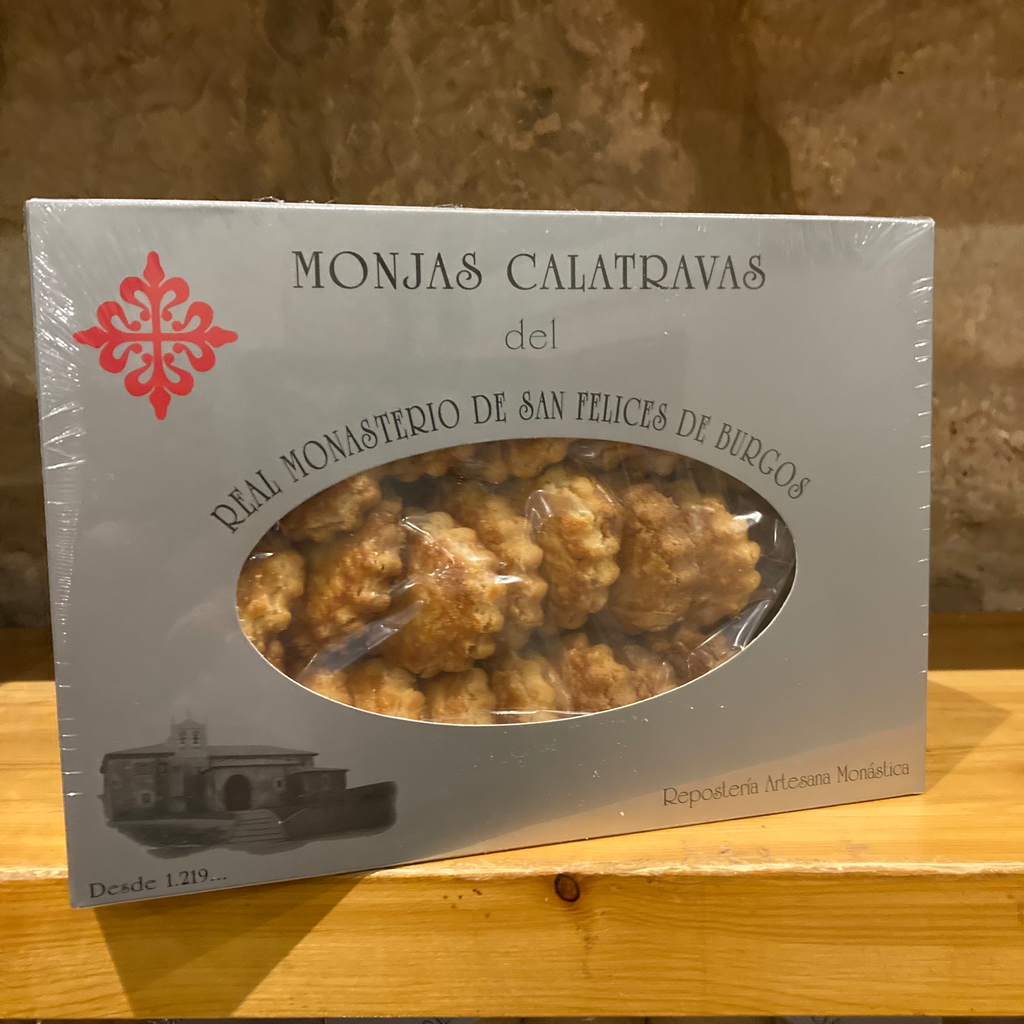 MONJAS CALATRAVAS
del
REAL MONASTERIO DE SAN FELICES DE BURGOS
Repostería Artesana Monástica
Desde 1.219...